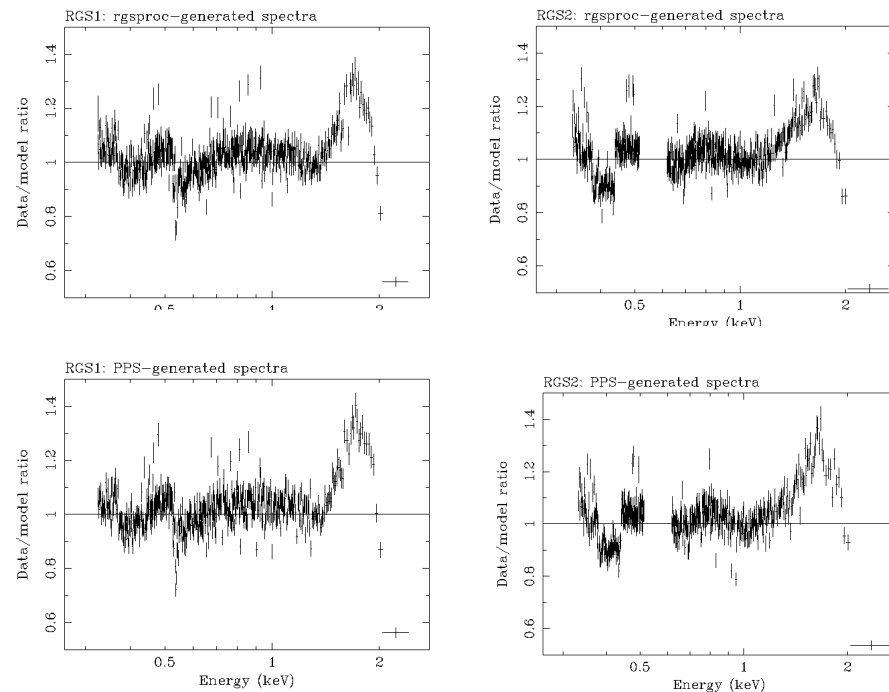 RGS1: rgsproc-generated spectra
Data/model ratio
0.6 0.8 1 1.2 1.4
0.5 1 2
RGS2: rgsproc-generated spectra
Data/model ratio
0.6 0.8 1 1.2 1.4
0.5 1 2
Energy (keV)
RGS1: PPS-generated spectra
Data/model ratio
0.6 0.8 1 1.2 1.4
0.5 1 2
Energy (keV)
RGS2: PPS-generated spectra
Data/model ratio
0.6 0.8 1 1.2 1.4
0.5 1 2
Energy (keV)